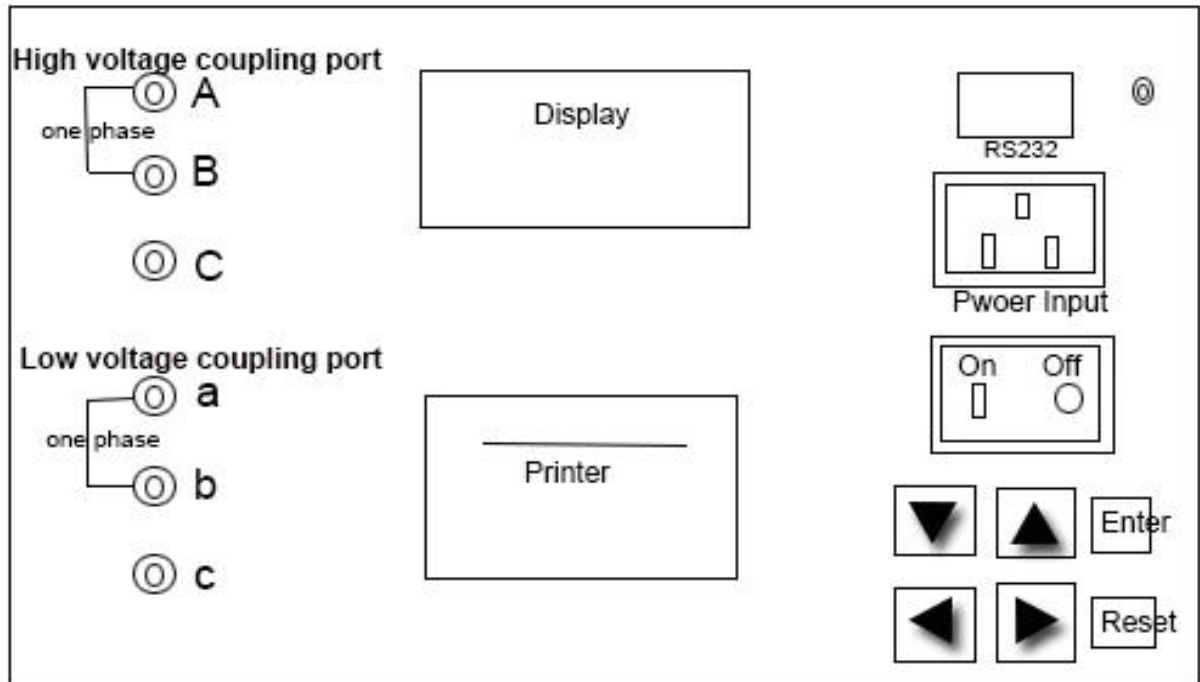 High voltage coupling port
A
one phase
B
C
Display
RS232
Pwoer Input
Low voltage coupling port
a
one phase
b
c
Printer
On Off
Enter
Reset